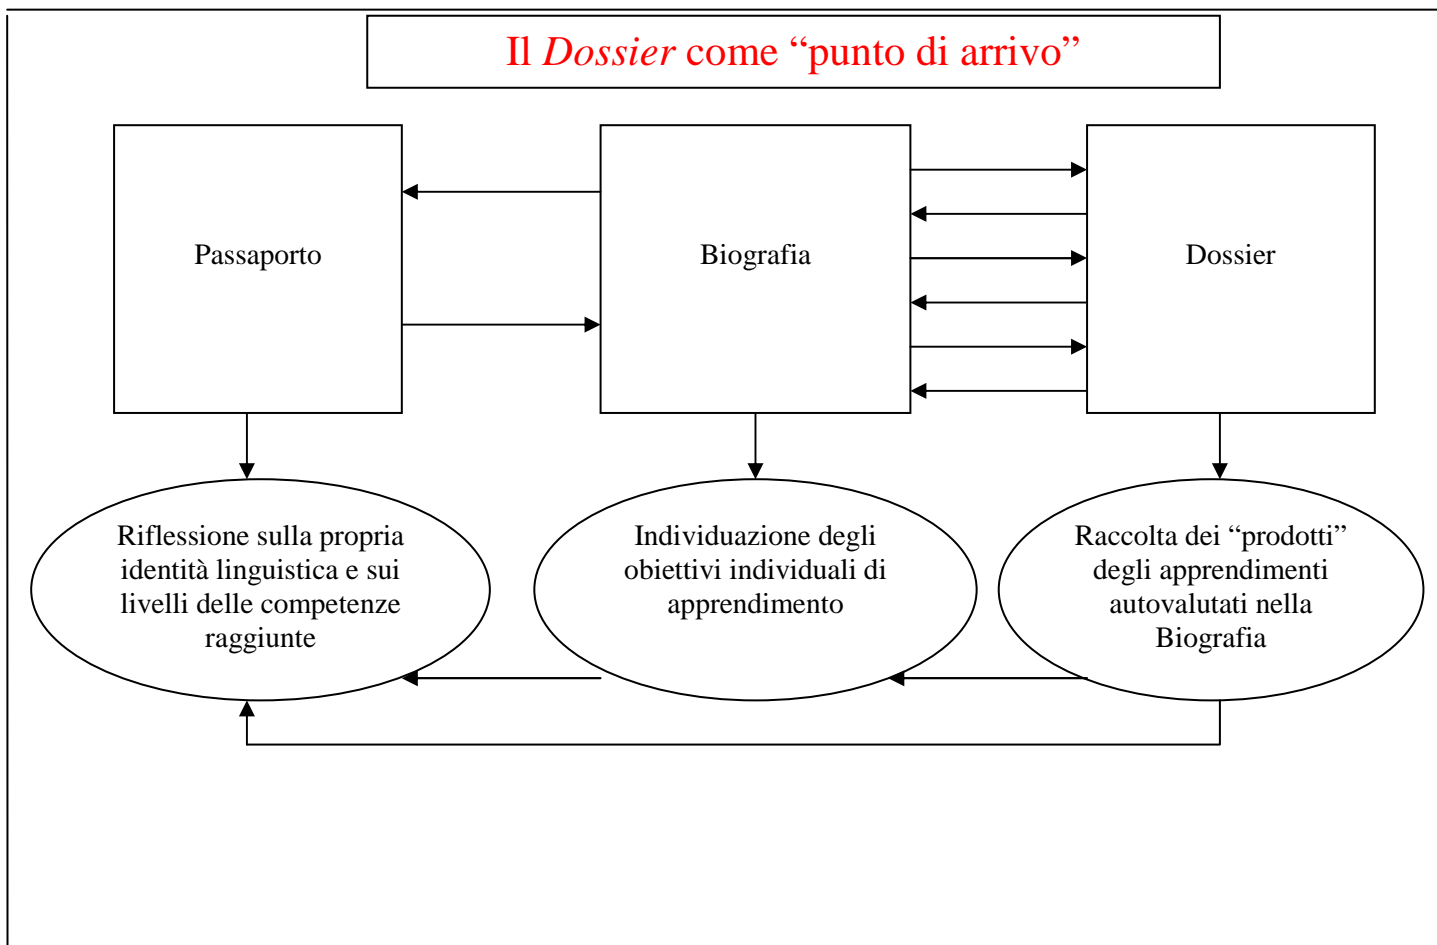 Il Dossier come “punto di arrivo”
Passaporto
Biografia
Dossier
Riflessione sulla propria
identità linguistica e sui
livelli delle competenze
raggiunte
Individuazione degli
obiettivi individuali di
apprendimento
Raccolta dei “prodotti”
degli apprendimenti
autovalutati nella
Biografia